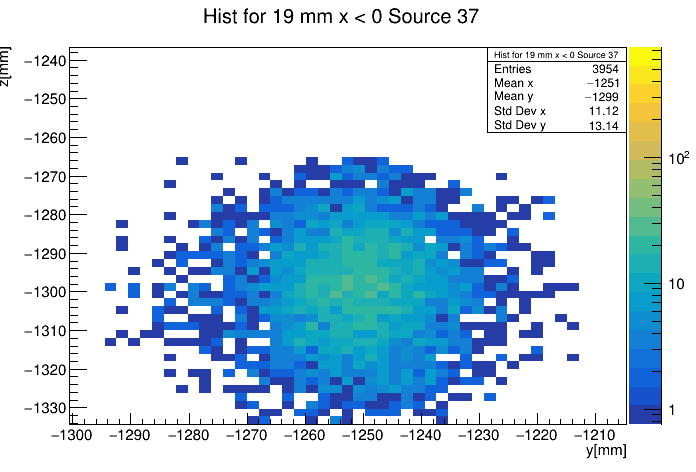 Hist for 19 mm x < 0 Source 37
z[mm]
Hist for 19 mm x < 0 Source 37
Entries 3954
Mean x −1251
Mean y −1299
Std Dev x 11.12
Std Dev y 13.14
−1240
−1250
−1260
−1270
−1280
−1290
−1300
−1310
−1320
−1330
10²
10
1
−1300 −1290 −1280 −1270 −1260 −1250 −1240 −1230 −1220 −1210
y[mm]